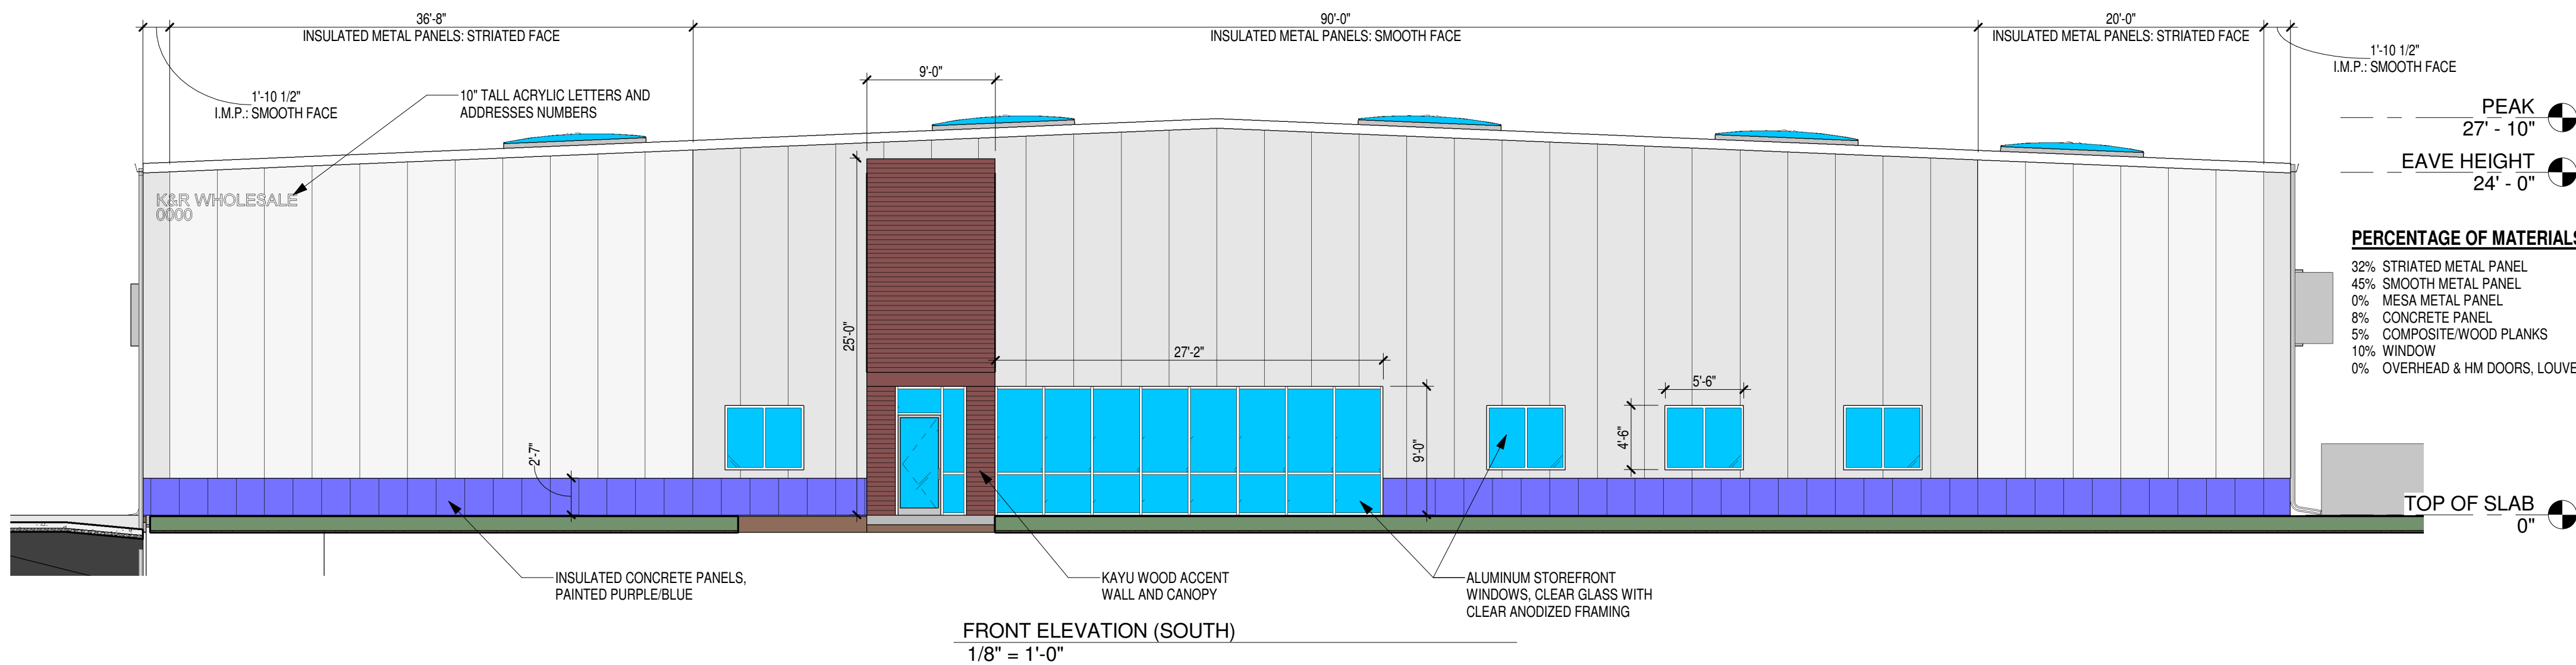 36'-8"
INSULATED METAL PANELS: STRIATED FACE
90'-0"
INSULATED METAL PANELS: SMOOTH FACE
20'-0"
INSULATED METAL PANELS: STRIATED FACE
1'-10 1/2"
I.M.P.: SMOOTH FACE
9'-0"
1'-10 1/2"
I.M.P.: SMOOTH FACE
10" TALL ACRYLIC LETTERS AND
ADDRESSES NUMBERS
PEAK
27' - 10"
EAVE HEIGHT
24' - 0"
K&R WHOLESALE
0000
PERCENTAGE OF MATERIALS
32% STRIATED METAL PANEL
45% SMOOTH METAL PANEL
0% MESA METAL PANEL
8% CONCRETE PANEL
5% COMPOSITE/WOOD PLANKS
10% WINDOW
0% OVERHEAD & HM DOORS, LOUVE
25'-0"
27'-2"
5'-6"
4'-6"
9'-0"
2'-7"
TOP OF SLAB
0"
INSULATED CONCRETE PANELS,
PAINTED PURPLE/BLUE
KAYU WOOD ACCENT
WALL AND CANOPY
ALUMINUM STOREFRONT
WINDOWS, CLEAR GLASS WITH
CLEAR ANODIZED FRAMING
FRONT ELEVATION (SOUTH)
1/8" = 1'-0"